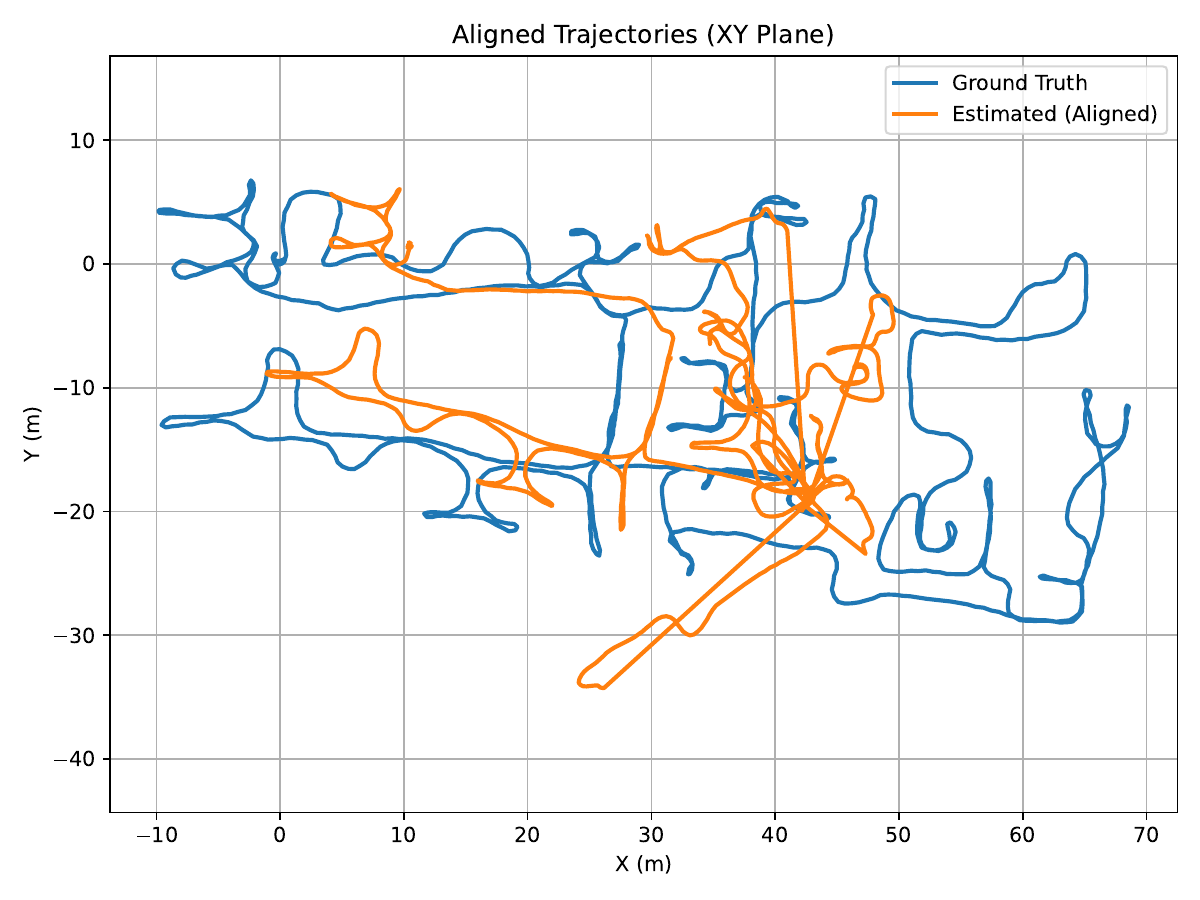 Aligned Trajectories (XY Plane)
Ground Truth
Estimated (Aligned)
10
0
−10
−20
−30
−40
Y (m)
−10 0 10 20 30 40 50 60 70
X (m)